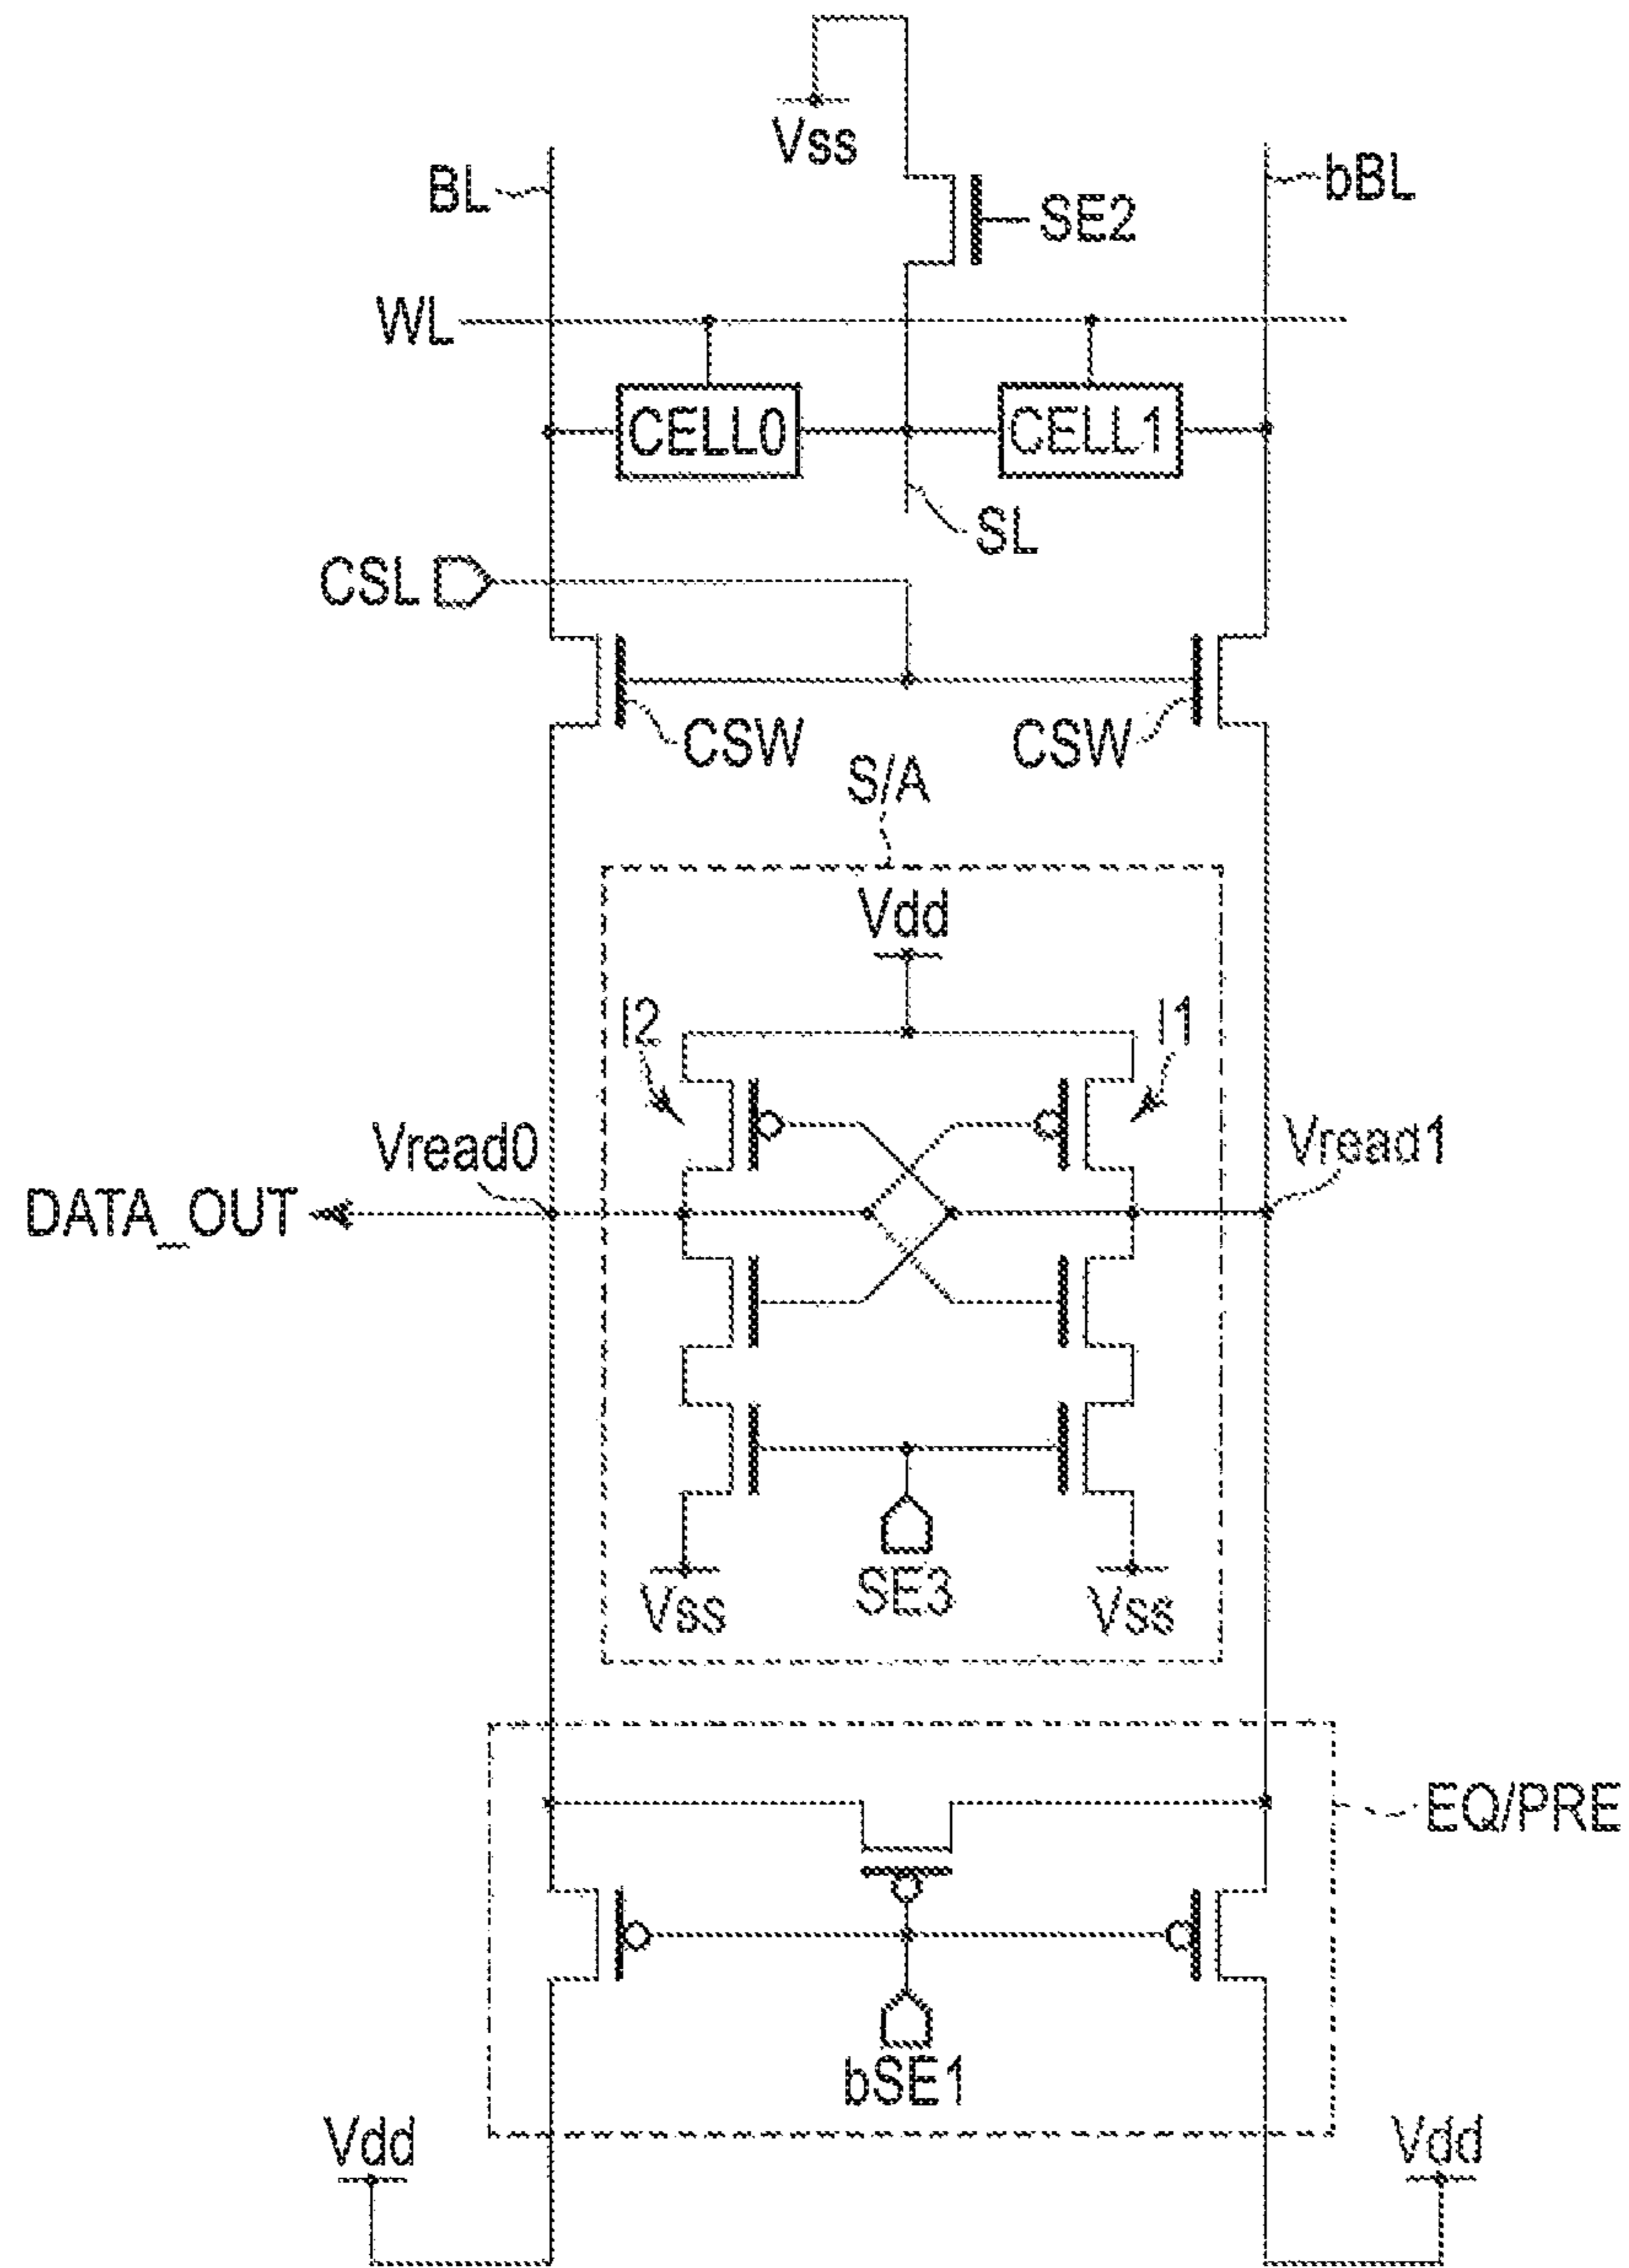 Vss
BL
bBL
SE2
WL
CELL0
CELL1
SL
CSL
CSW
CSW
S/A
Vdd
I2
I1
Vread0
Vread1
DATA_OUT
SE3
Vss
Vss
EQ/PRE
bSE1
Vdd
Vdd